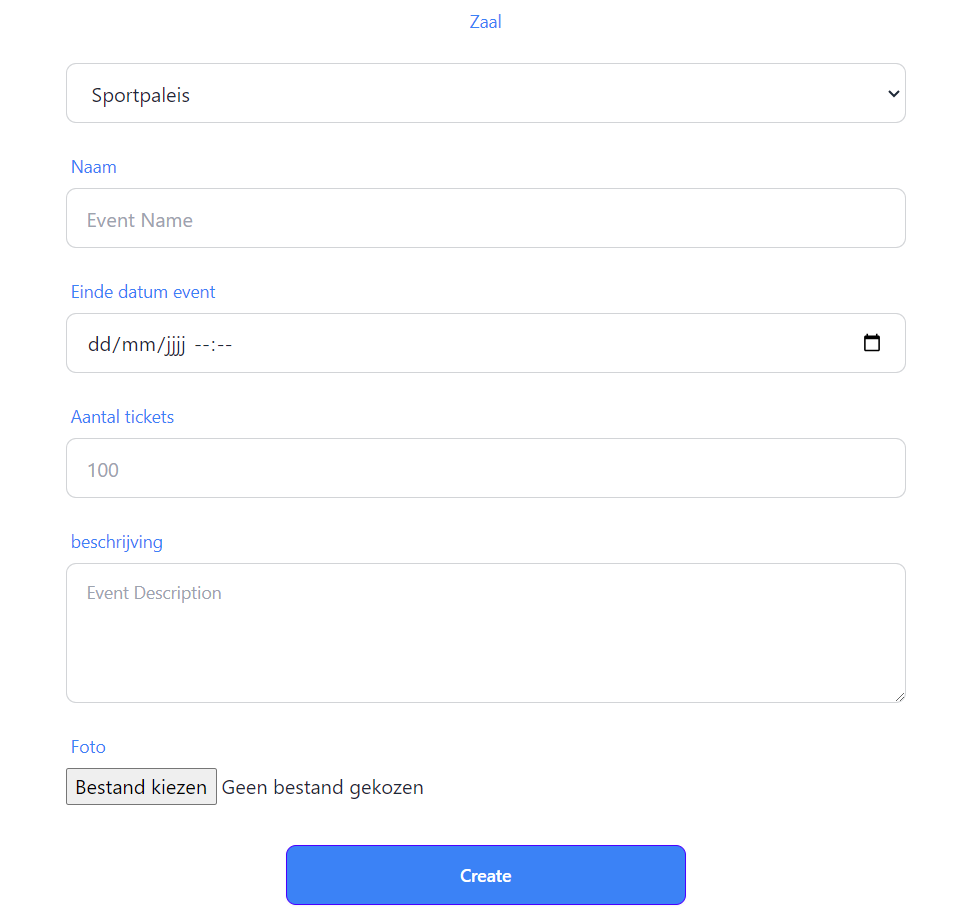 Zaal
Sportpaleis
Naam
Event Name
Einde datum event
dd/mm/jjjj --:--
Aantal tickets
100
beschrijving
Event Description
Foto
Bestand kiezen Geen bestand gekozen
Create